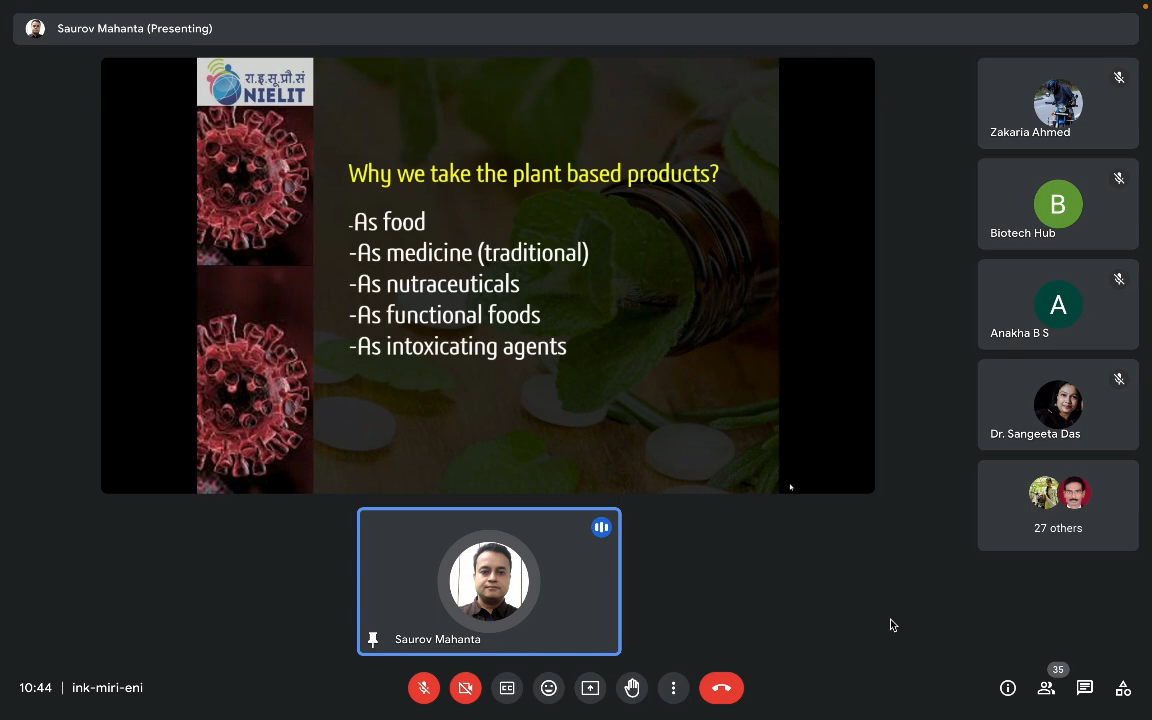 Saurov Mahanta (Presenting)
रा.इ.सू.प्रौ.सं
NIELIT
Why we take the plant based products?
-As food
-As medicine (traditional)
-As nutraceuticals
-As functional foods
-As intoxicating agents
Zakaria Ahmed
B
Biotech Hub
A
Anakha B S
Dr. Sangeeta Das
27 others
Saurov Mahanta
10:44 | ink-miri-eni
CC
35